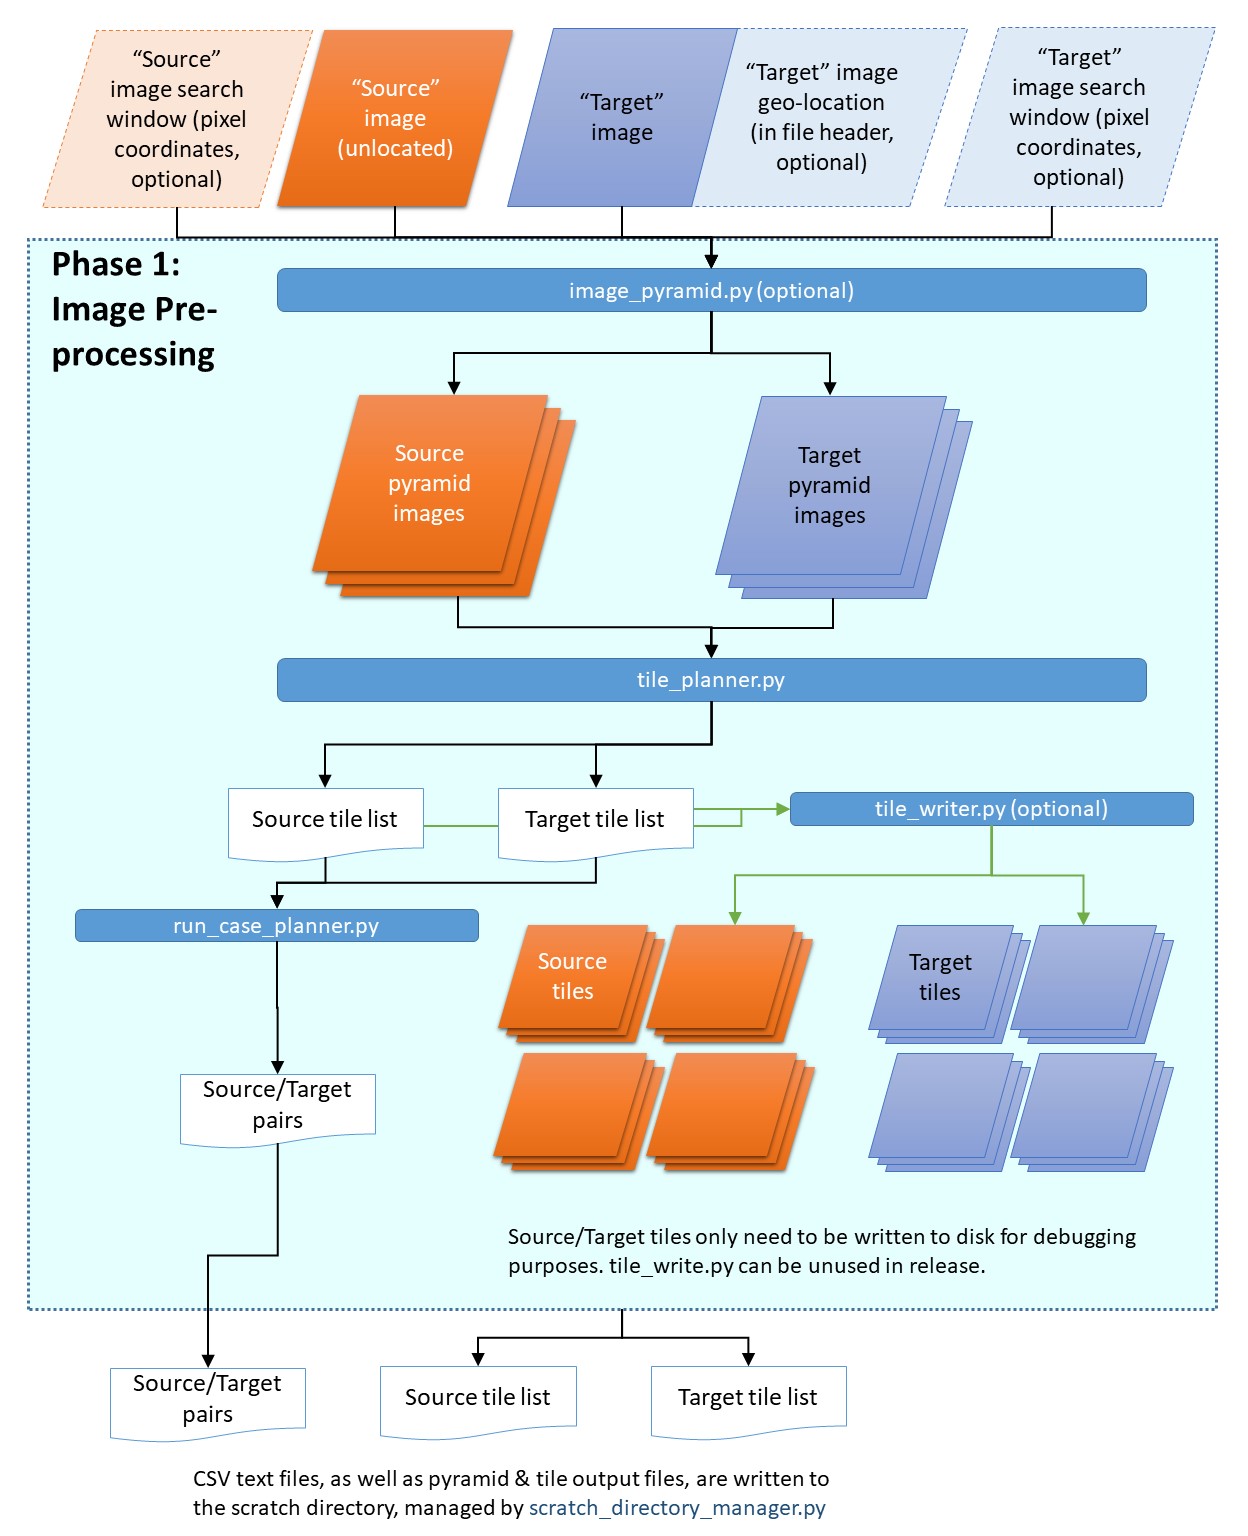 “Source”
image search
window (pixel
coordinates,
optional)
“Source”
image
(unlocated)
“Target”
image
“Target” image
geo-location
(in file header,
optional)
“Target”
image search
window (pixel
coordinates,
optional)
Phase 1:
Image Pre-
processing
image_pyramid.py (optional)
Source
pyramid
images
Target
pyramid
images
tile_planner.py
Source tile list
Target tile list
tile_writer.py (optional)
run_case_planner.py
Source
tiles
Target
tiles
Source/Target
pairs
Source/Target tiles only need to be written to disk for debugging
purposes. tile_write.py can be unused in release.
Source/Target
pairs
Source tile list
Target tile list
CSV text files, as well as pyramid & tile output files, are written to
the scratch directory, managed by scratch_directory_manager.py